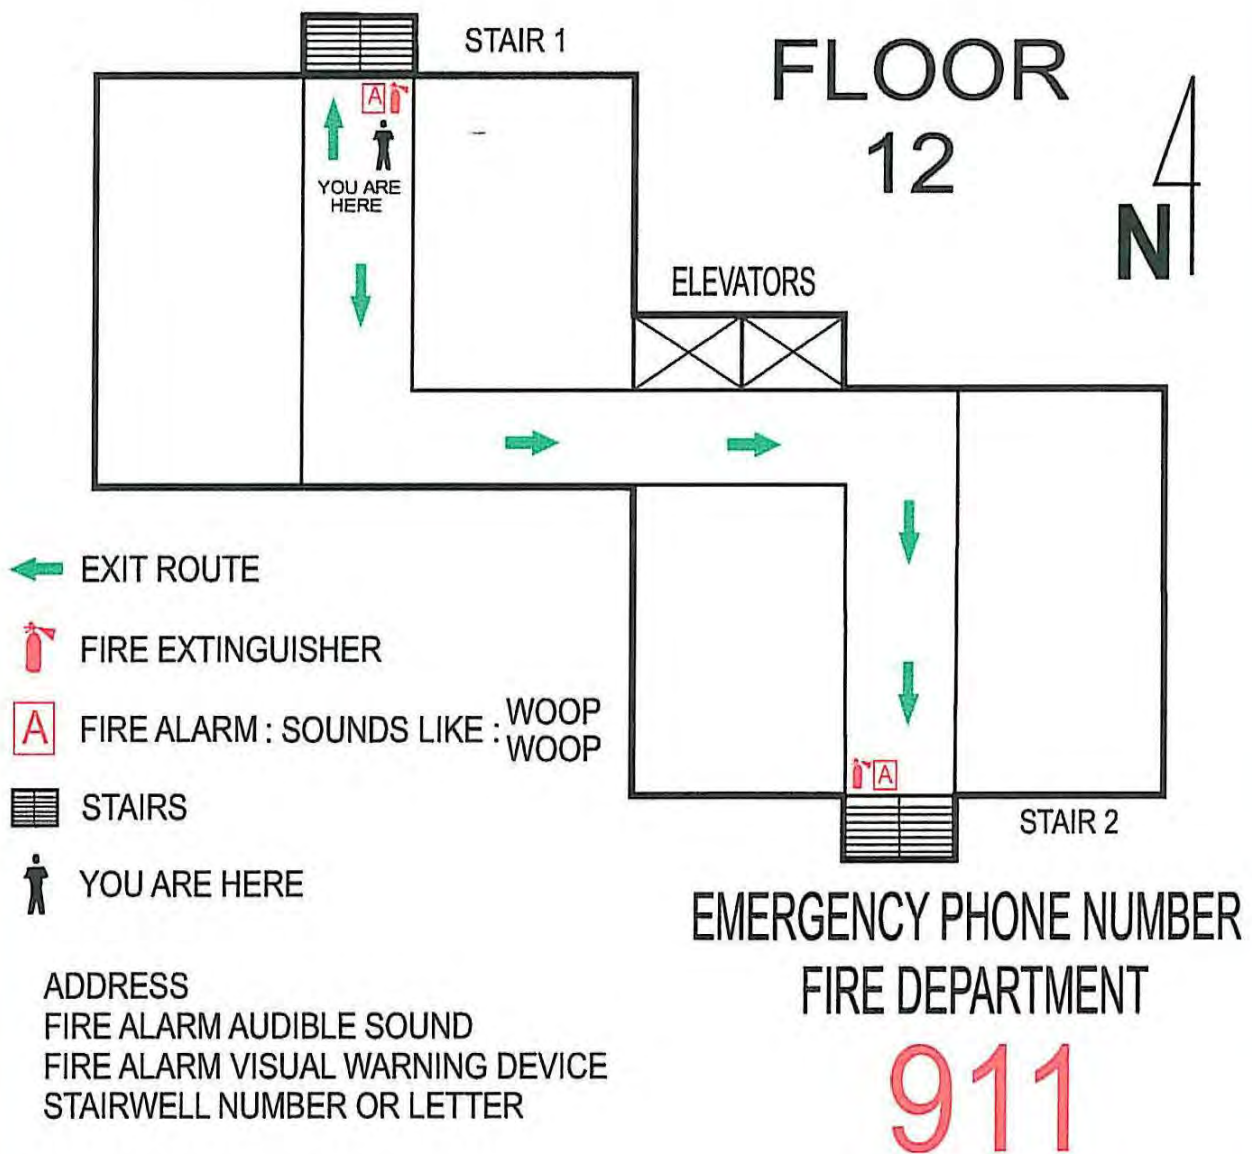 STAIR 1
FLOOR
12
A
YOU ARE
HERE
N
ELEVATORS
EXIT ROUTE
FIRE EXTINGUISHER
A FIRE ALARM : SOUNDS LIKE : WOOP
WOOP
STAIRS
YOU ARE HERE
A
STAIR 2
EMERGENCY PHONE NUMBER
FIRE DEPARTMENT
911
ADDRESS
FIRE ALARM AUDIBLE SOUND
FIRE ALARM VISUAL WARNING DEVICE
STAIRWELL NUMBER OR LETTER